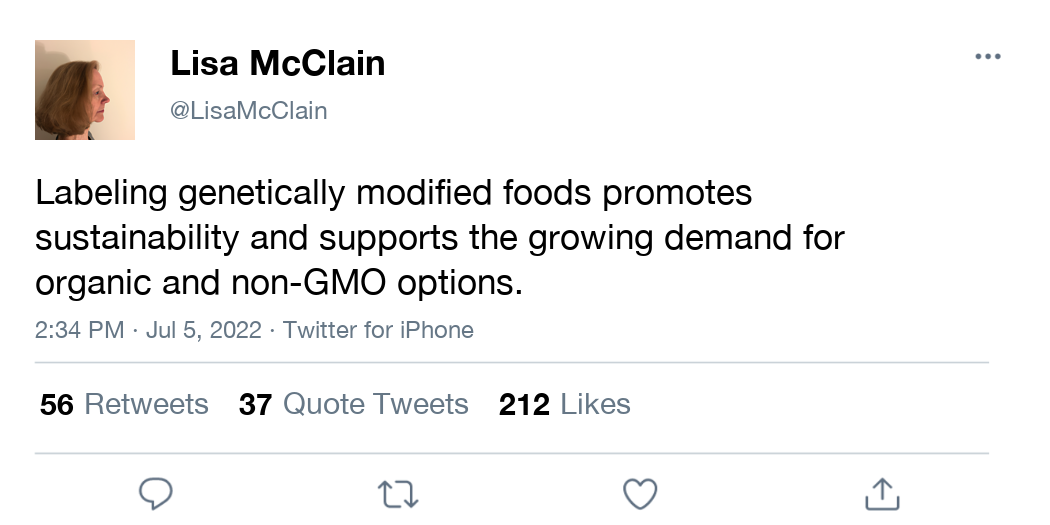 Lisa McClain
@LisaMcClain
Labeling genetically modified foods promotes
sustainability and supports the growing demand for
organic and non-GMO options.
2:34 PM · Jul 5, 2022 · Twitter for iPhone
56 Retweets 37 Quote Tweets 212 Likes